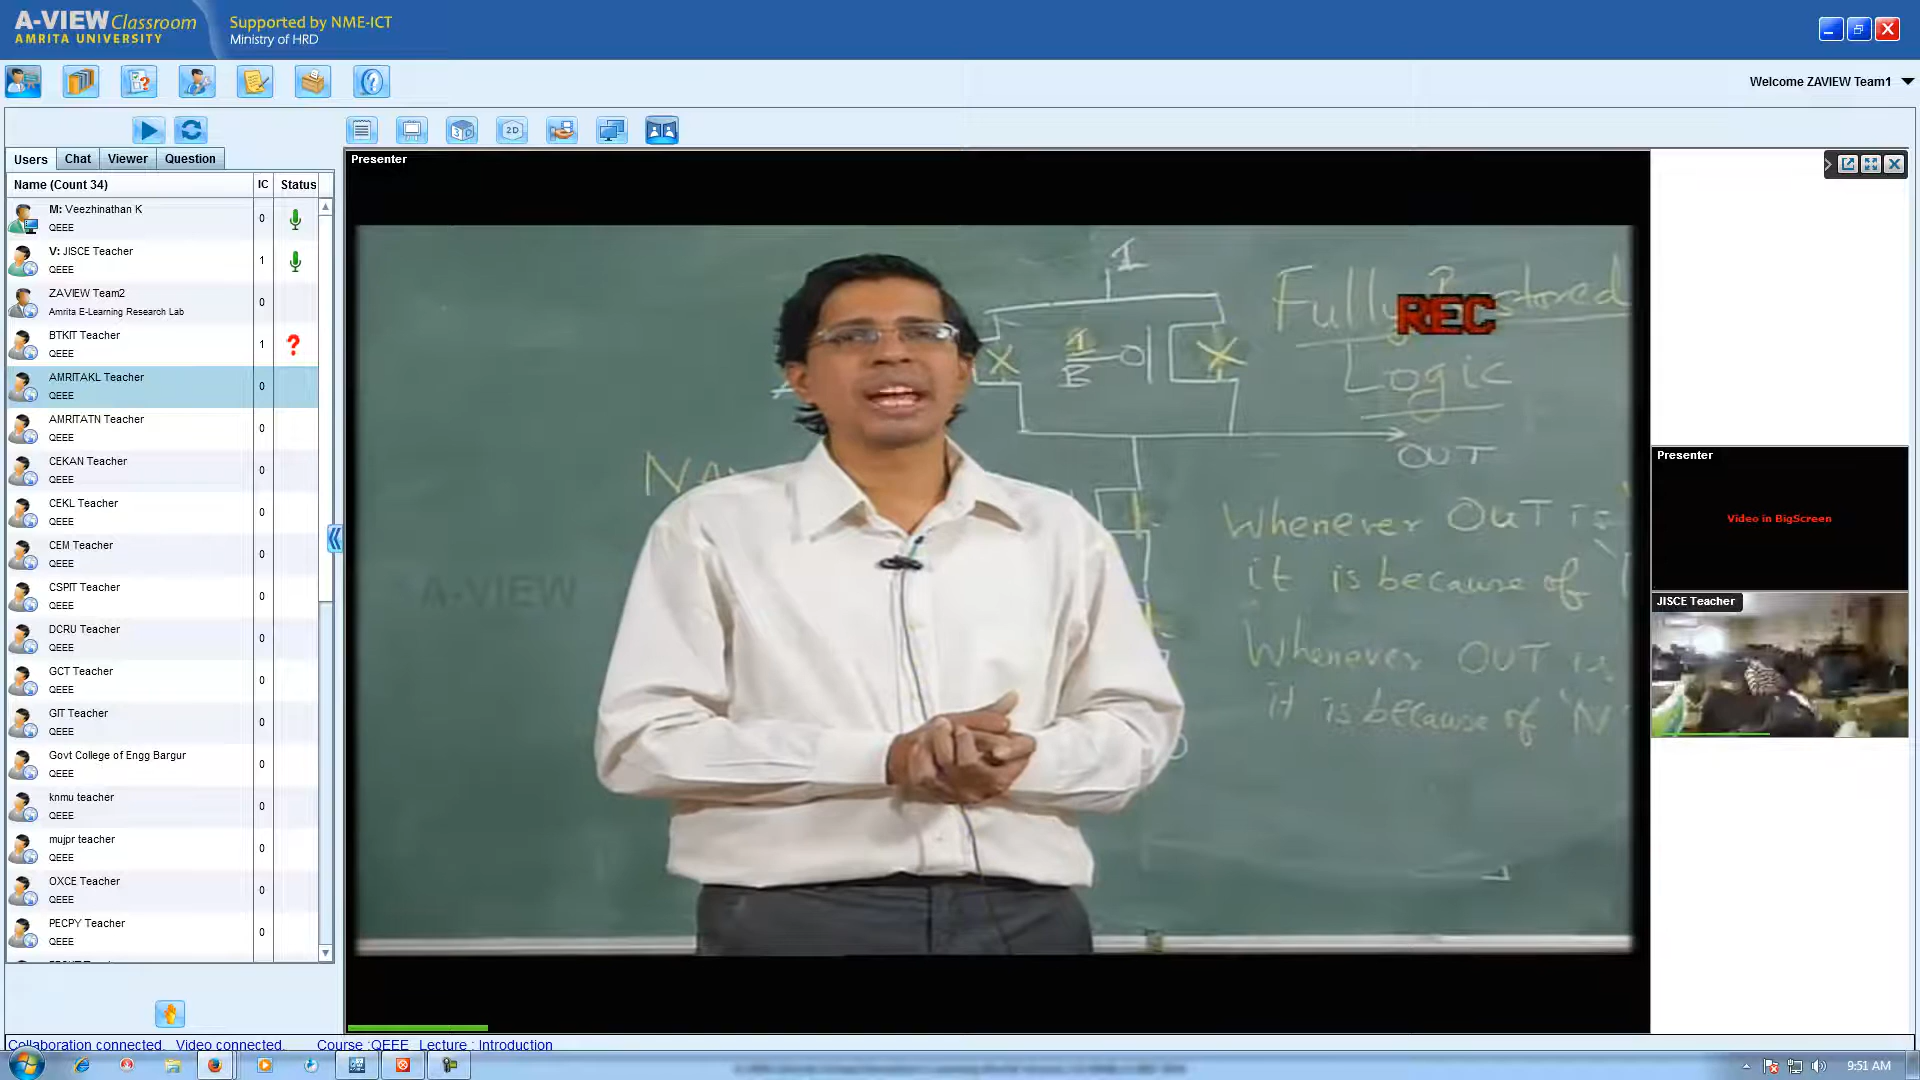 A-VIEW Classroom
AMRITA UNIVERSITY
Supported by NME-ICT
Ministry of HRD
Welcome ZAVIEW Team1
3D
2D
Users
Chat
Viewer
Question
Name (Count 34)
IC
Status
M: Veezhinathan K
QEEE
0
V: JISCE Teacher
QEEE
1
ZAVIEW Team2
Amrita E-Learning Research Lab
0
BTKIT Teacher
QEEE
1
?
AMRITAKL Teacher
QEEE
0
AMRITATN Teacher
QEEE
0
CEKAN Teacher
QEEE
0
CEKL Teacher
QEEE
0
CEM Teacher
QEEE
0
CSPIT Teacher
QEEE
0
DCRU Teacher
QEEE
0
GCT Teacher
QEEE
0
GIT Teacher
QEEE
0
Govt College of Engg Bargur
QEEE
0
knmu teacher
QEEE
0
mujpr teacher
QEEE
0
OXCE Teacher
QEEE
0
PECPY Teacher
QEEE
0
Presenter
1
Fully Restored
REC
Logic
X
1
B
X
OUT
Whenever OUT is
it is because of
Whenever OUT is
it is because of 'N
A-VIEW
Presenter
Video in BigScreen
JISCE Teacher
Collaboration connected. Video connected. Course :QEEE Lecture : Introduction
9:51 AM